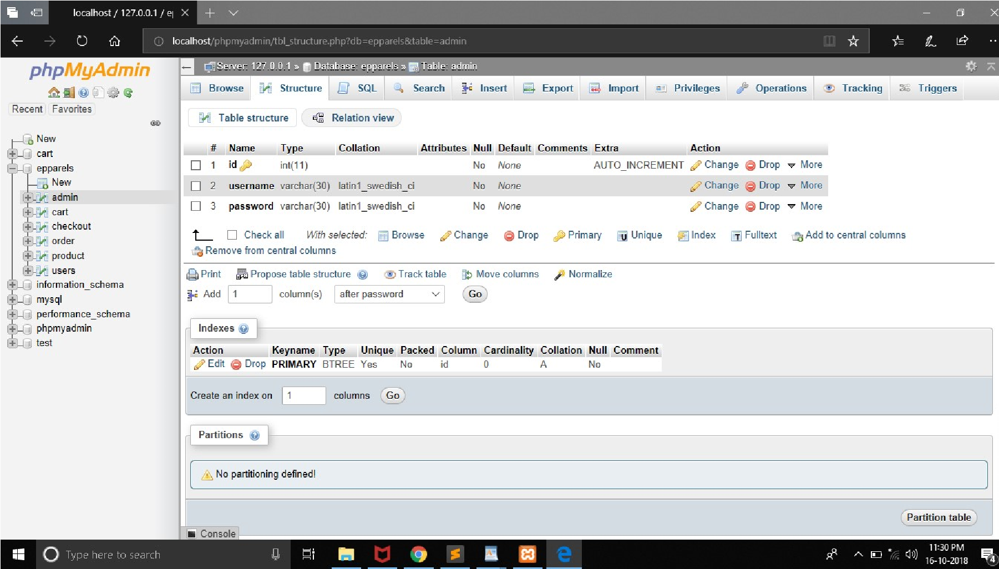 localhost / 127.0.0.1 / e
localhost/phpmyadmin/tbl_structure.php?db=epparels&table=admin
phpMyAdmin
Recent Favorites
New
cart
epparels
New
admin
cart
checkout
order
product
users
information_schema
mysql
performance_schema
phpmyadmin
test
Server: 127.0.0.1 » Database: epparels » Table: admin
Browse Structure SQL Search Insert Export Import Privileges Operations Tracking Triggers
Table structure Relation view
# Name Type Collation Attributes Null Default Comments Extra Action
1 id int(11) No None AUTO_INCREMENT Change Drop More
2 username varchar(30) latin1_swedish_ci No None Change Drop More
3 password varchar(30) latin1_swedish_ci No None Change Drop More
Check all With selected: Browse Change Drop Primary Unique Index Fulltext Add to central columns
Remove from central columns
Print Propose table structure Track table Move columns Normalize
Add 1 column(s) after password Go
Indexes
Action Keyname Type Unique Packed Column Cardinality Collation Null Comment
Edit Drop PRIMARY BTREE Yes No id 0 A No
Create an index on 1 columns Go
Partitions
No partitioning defined!
Partition table
Console
Type here to search
11:30 PM
16-10-2018
4